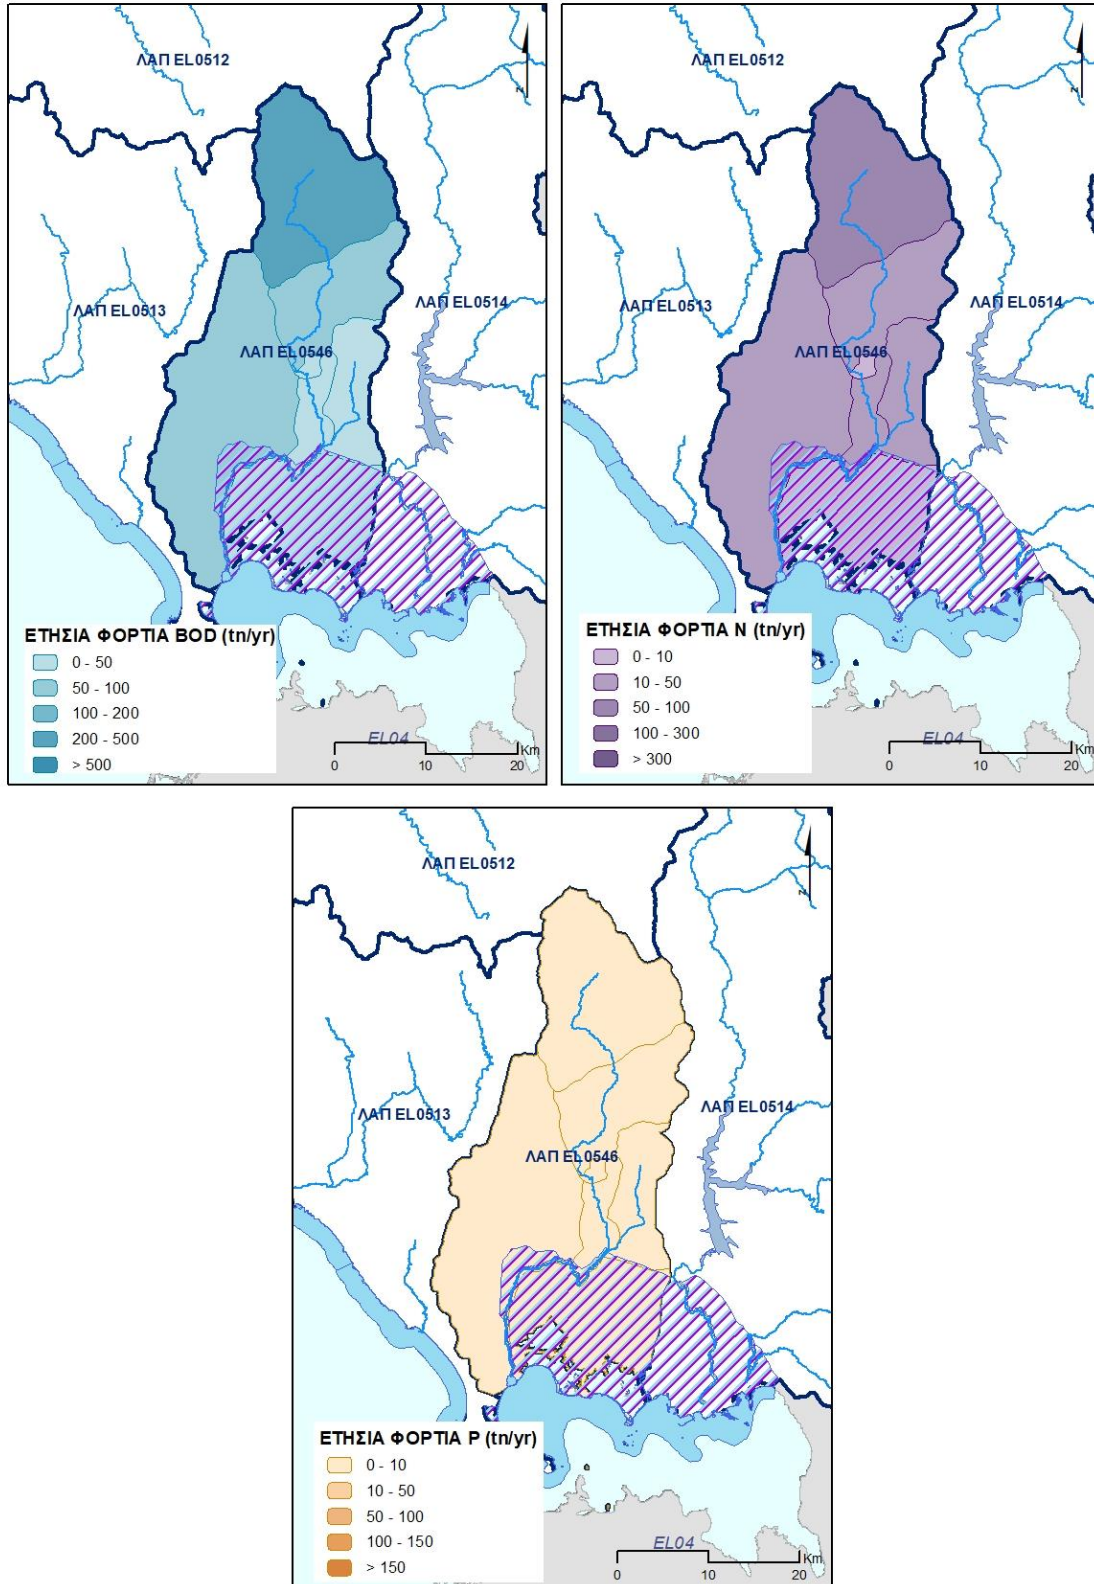 ΛΑΠ EL0512
ΛΑΠ EL0513
ΛΑΠ EL0514
ΛΑΠ EL0546
ΕΤΗΣΙΑ ΦΟΡΤΙΑ BOD (tn/yr)
0 - 50
50 - 100
100 - 200
200 - 500
> 500
EL04
Km
0 10 20
z
ΛΑΠ EL0512
ΛΑΠ EL0513
ΛΑΠ EL0514
ΛΑΠ EL0546
ΕΤΗΣΙΑ ΦΟΡΤΙΑ N (tn/yr)
0 - 10
10 - 50
50 - 100
100 - 300
> 300
EL04
Km
0 10 20
z
ΛΑΠ EL0512
ΛΑΠ EL0513
ΛΑΠ EL0514
ΛΑΠ EL0546
ΕΤΗΣΙΑ ΦΟΡΤΙΑ P (tn/yr)
0 - 10
10 - 50
50 - 100
100 - 150
> 150
EL04
Km
0 10 20
z